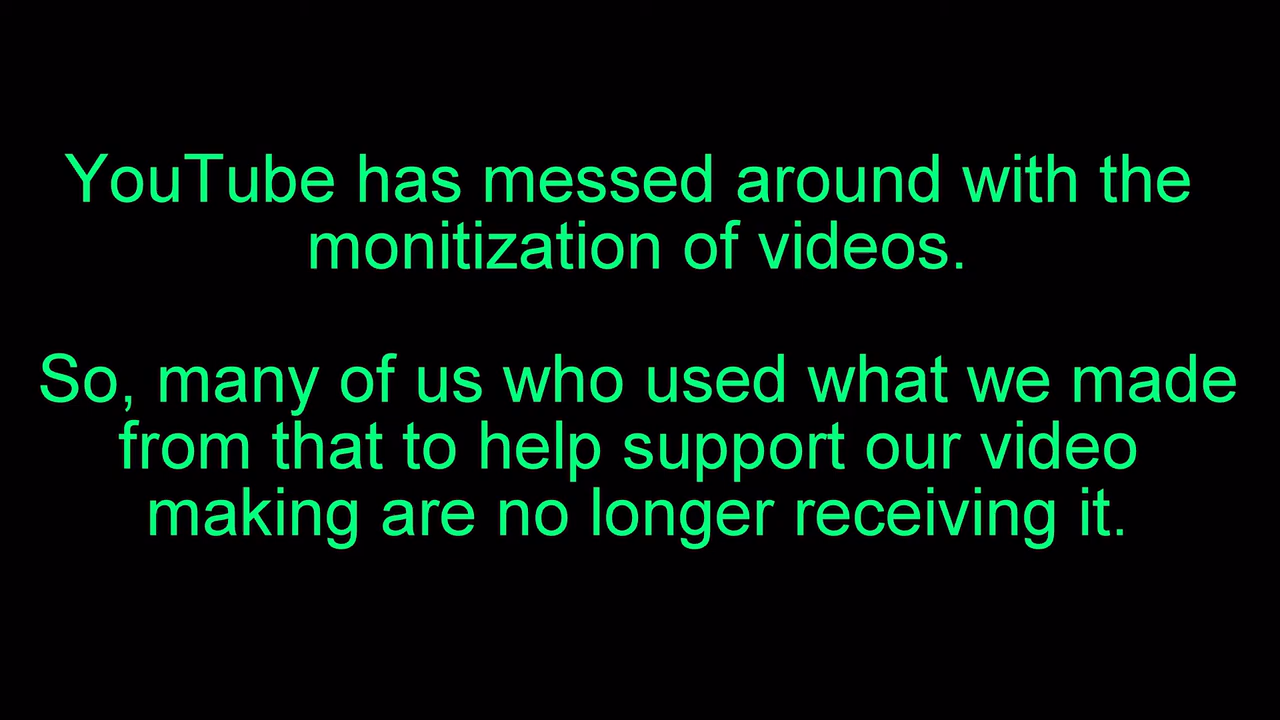 YouTube has messed around with the
monitization of videos.
So, many of us who used what we made
from that to help support our video
making are no longer receiving it.